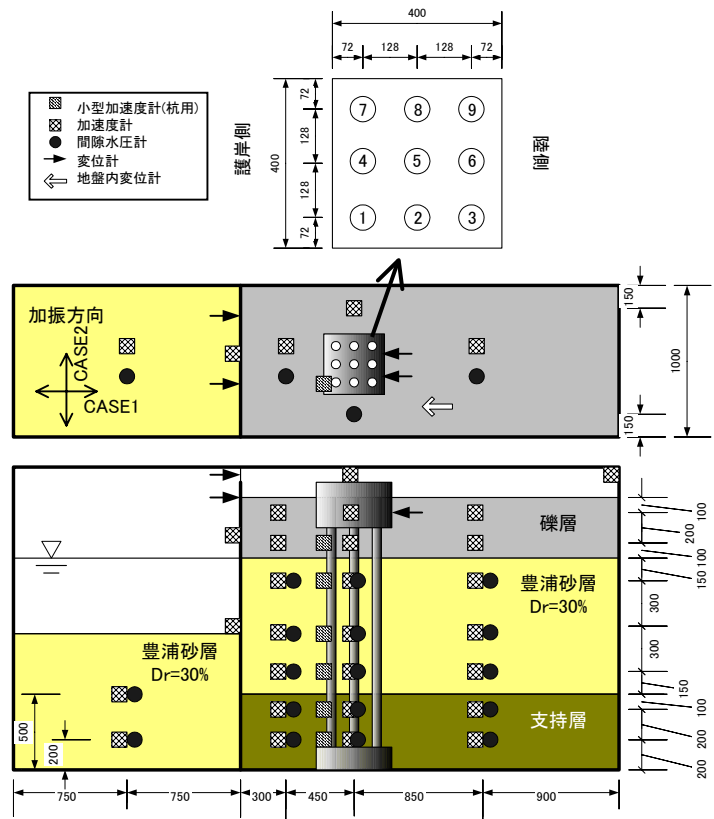 400
72
128
128
72
小型加速度計(杭用)
加速度計
間隙水圧計
変位計
地盤内変位計
護岸側
400
72
128
128
72
7
8
9
4
5
6
1
2
3
陸側
加振方向
CASE2
CASE1
150
1000
150
礫層
豊浦砂層
Dr=30%
豊浦砂層
Dr=30%
支持層
100
200
100
150
300
300
150
100
200
200
500
200
750
750
300
450
850
900